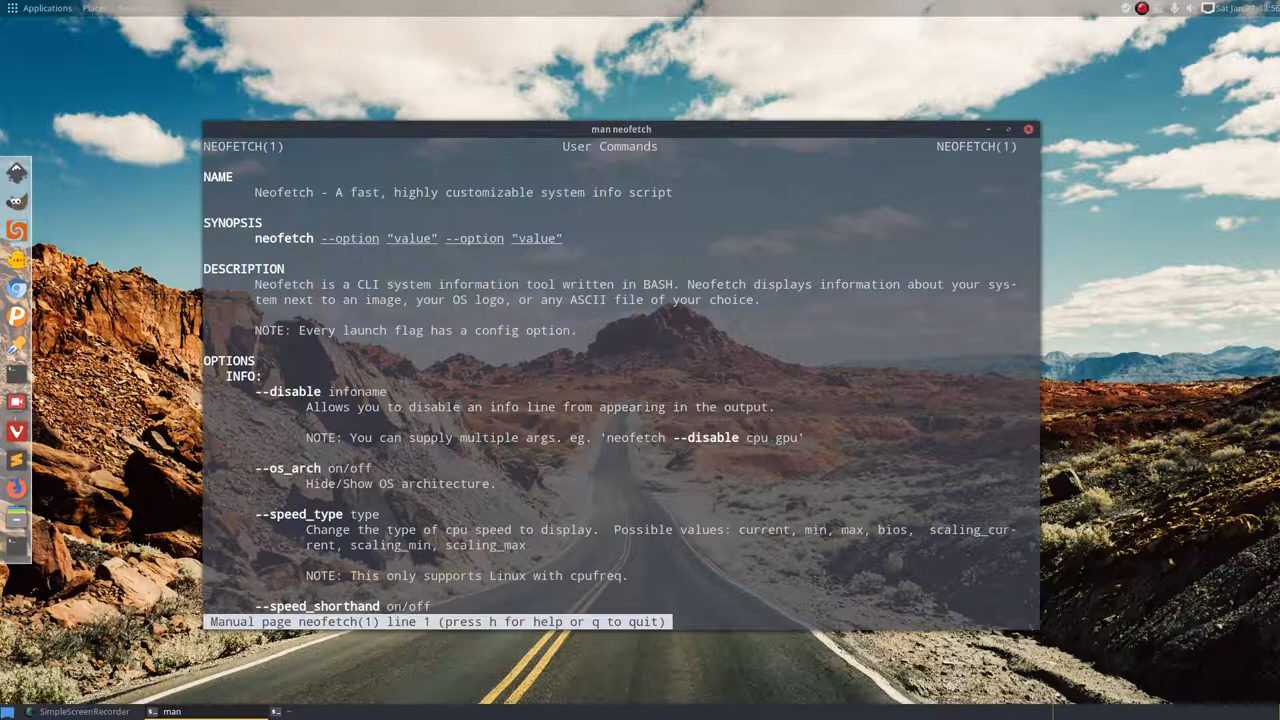 Applications Places
Sat Jan 27, 13:56
man neofetch
NEOFETCH(1) User Commands NEOFETCH(1)
NAME
Neofetch - A fast, highly customizable system info script
SYNOPSIS
neofetch --option "value" --option "value"
DESCRIPTION
Neofetch is a CLI system information tool written in BASH. Neofetch displays information about your sys-
tem next to an image, your OS logo, or any ASCII file of your choice.
NOTE: Every launch flag has a config option.
OPTIONS
INFO:
--disable infoname
Allows you to disable an info line from appearing in the output.
NOTE: You can supply multiple args. eg. 'neofetch --disable cpu gpu'
--os_arch on/off
Hide/Show OS architecture.
--speed_type type
Change the type of cpu speed to display. Possible values: current, min, max, bios, scaling_cur-
rent, scaling_min, scaling_max
NOTE: This only supports Linux with cpufreq.
--speed_shorthand on/off
Manual page neofetch(1) line 1 (press h for help or q to quit)
SimpleScreenRecorder man ~